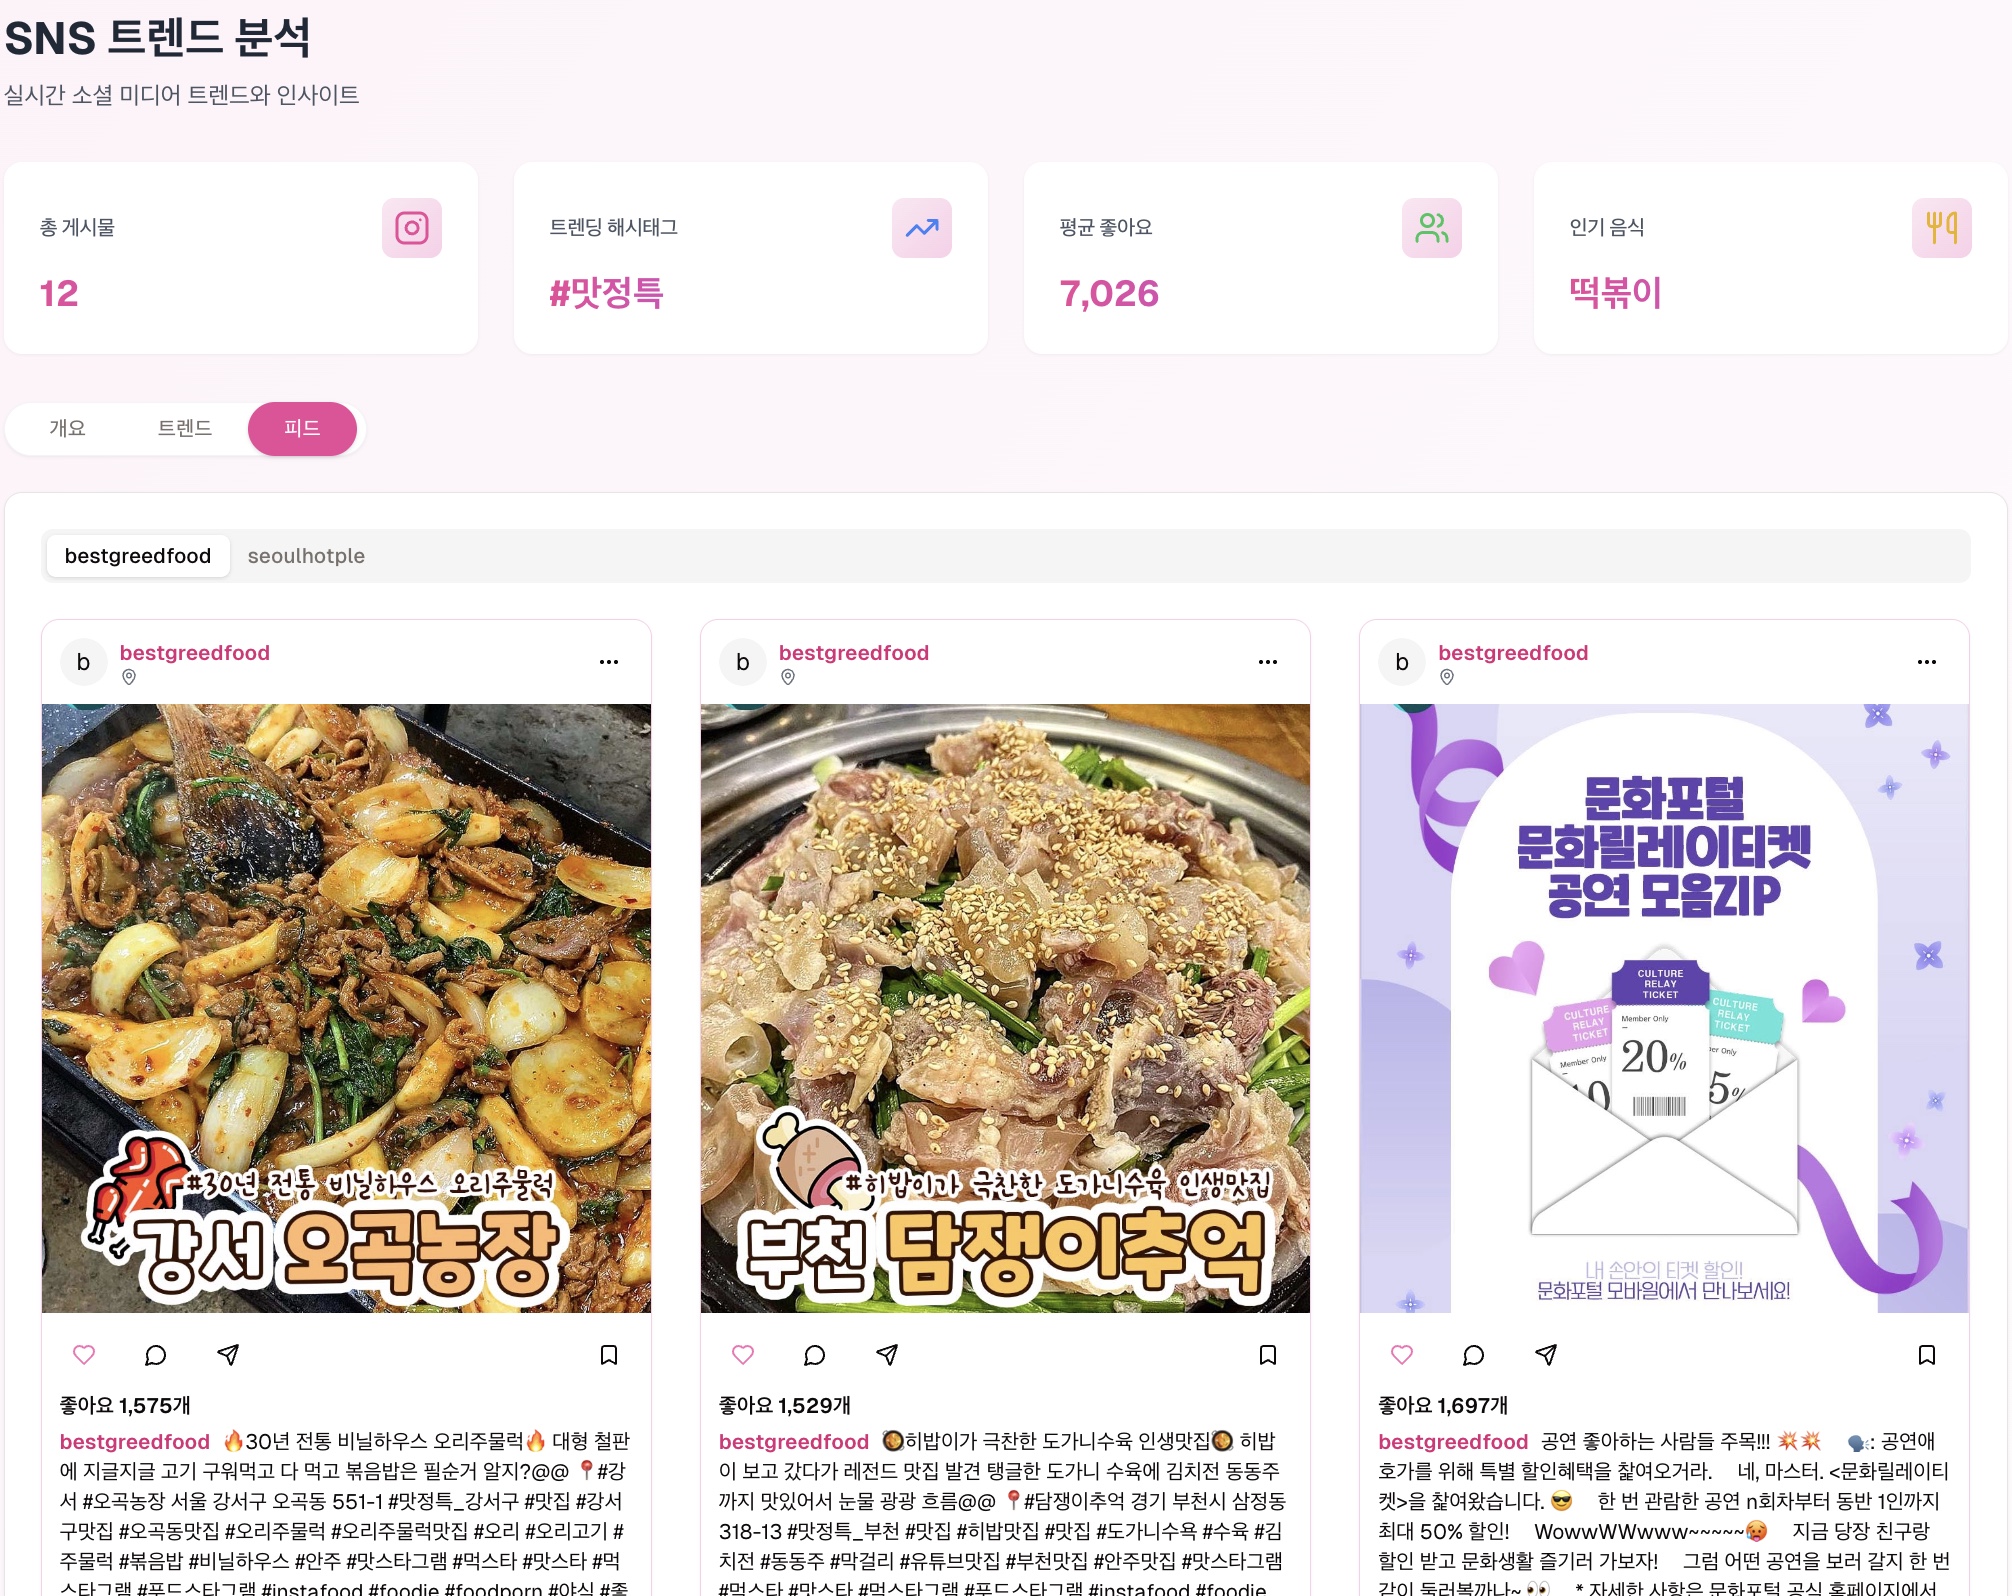 SNS 트렌드 분석
실시간 소셜 미디어 트렌드와 인사이트
총 게시물
12
트렌딩 해시태그
#맛정특
평균 좋아요
7,026
인기 음식
떡볶이
개요
트렌드
피드
bestgreedfood
seoulhotple
b
bestgreedfood
#30년 전통 비닐하우스 오리주물럭
강서 오곡농장
좋아요 1,575개
bestgreedfood 🔥30년 전통 비닐하우스 오리주물럭🔥 대형 철판
에 지글지글 고기 구워먹고 다 먹고 볶음밥은 필순거 알지?@@ 📍#강
서 #오곡농장 서울 강서구 오곡동 551-1 #맛정특_강서구 #맛집 #강서
구맛집 #오곡동맛집 #오리주물럭 #오리주물럭맛집 #오리 #오리고기 #
주물럭 #볶음밥 #비닐하우스 #안주 #맛스타그램 #먹스타 #맛스타 #먹
스타그램 #푸드스타그램 #instafood #foodie #foodporn #야식 #좋
b
bestgreedfood
#히밥이가 극찬한 도가니수육 인생맛집
부천 담쟁이추억
좋아요 1,529개
bestgreedfood 🥘히밥이가 극찬한 도가니수육 인생맛집🥘 히밥
이 보고 갔다가 레전드 맛집 발견 탱글한 도가니 수육에 김치전 동동주
까지 맛있어서 눈물 광광 흐름@@ 📍#담쟁이추억 경기 부천시 삼정동
318-13 #맛정특_부천 #맛집 #히밥맛집 #맛집 #도가니수육 #수육 #김
치전 #동동주 #막걸리 #유튜브맛집 #부천맛집 #안주맛집 #맛스타그램
#먹스타 #맛스타 #먹스타그램 #푸드스타그램 #instafood #foodie
b
bestgreedfood
문화포털
문화릴레이티켓
공연 모음ZIP
CULTURE
RELAY
TICKET
Member Only
20%
CULTURE
RELAY
TICKET
Member Only
CULTURE
RELAY
TICKET
5%
내 손안의 티켓 할인!
문화포털 모바일에서 만나보세요!
좋아요 1,697개
bestgreedfood 공연 좋아하는 사람들 주목!!! 💥💥 🗣️: 공연애
호가를 위해 특별 할인혜택을 찾여오거라. 네, 마스터. <문화릴레이티
켓>을 찾여왔습니다. 😎 한 번 관람한 공연 n회차부터 동반 1인까지
최대 50% 할인! WowwWWwww~~~~~🥵 지금 당장 친구랑
할인 받고 문화생활 즐기러 가보자! 그럼 어떤 공연을 보러 갈지 한 번
같이 둘러볼까나~ 👀 * 자세한 사항은 문화포털 공식 홈페이지에서